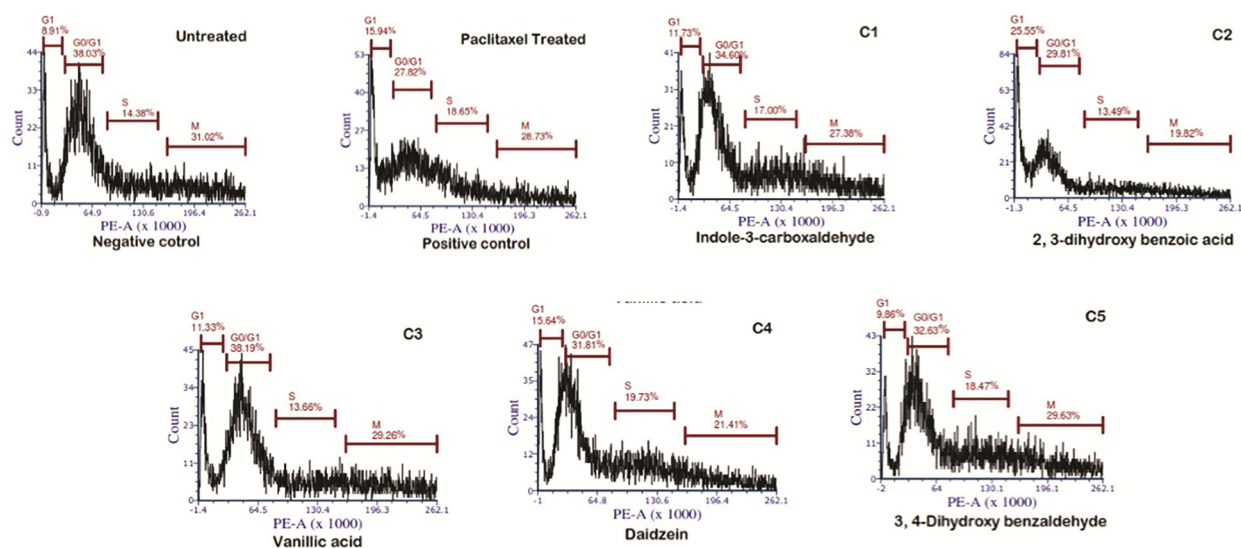 Untreated
G1
8.91%
G0/G1
38.03%
S
14.38%
M
31.02%
44
33
22
11
0
Count
-0.9 64.9 130.6 196.4 262.1
PE-A (x 1000)
Negative cotrol
Paclitaxel Treated
G1
15.94%
G0/G1
27.82%
S
18.65%
M
28.73%
53
40
27
13
0
Count
-1.4 64.5 130.4 196.3 262.1
PE-A (x 1000)
Positive control
C1
G1
11.73%
G0/G1
34.60%
S
17.00%
M
27.38%
41
31
20
10
0
Count
-1.4 64.5 130.4 196.3 262.1
PE-A (x 1000)
Indole-3-carboxaldehyde
C2
G1
25.55%
G0/G1
29.81%
S
13.49%
M
19.82%
84
63
42
21
0
Count
-1.3 64.5 130.4 196.3 262.1
PE-A (x 1000)
2, 3-dihydroxy benzoic acid
C3
G1
11.33%
G0/G1
38.19%
S
13.66%
M
29.26%
45
34
23
11
0
Count
-1.4 64.5 130.4 196.3 262.1
PE-A (x 1000)
Vanillic acid
C4
G1
15.64%
G0/G1
31.81%
S
19.73%
M
21.41%
47
35
24
12
0
Count
-1 64.8 130.6 196.4 262.1
PE-A (x 1000)
Daidzein
C5
G1
9.86%
G0/G1
32.63%
S
18.47%
M
29.63%
43
32
22
11
0
Count
-2 64 130.1 196.1 262.1
PE-A (x 1000)
3, 4-Dihydroxy benzaldehyde